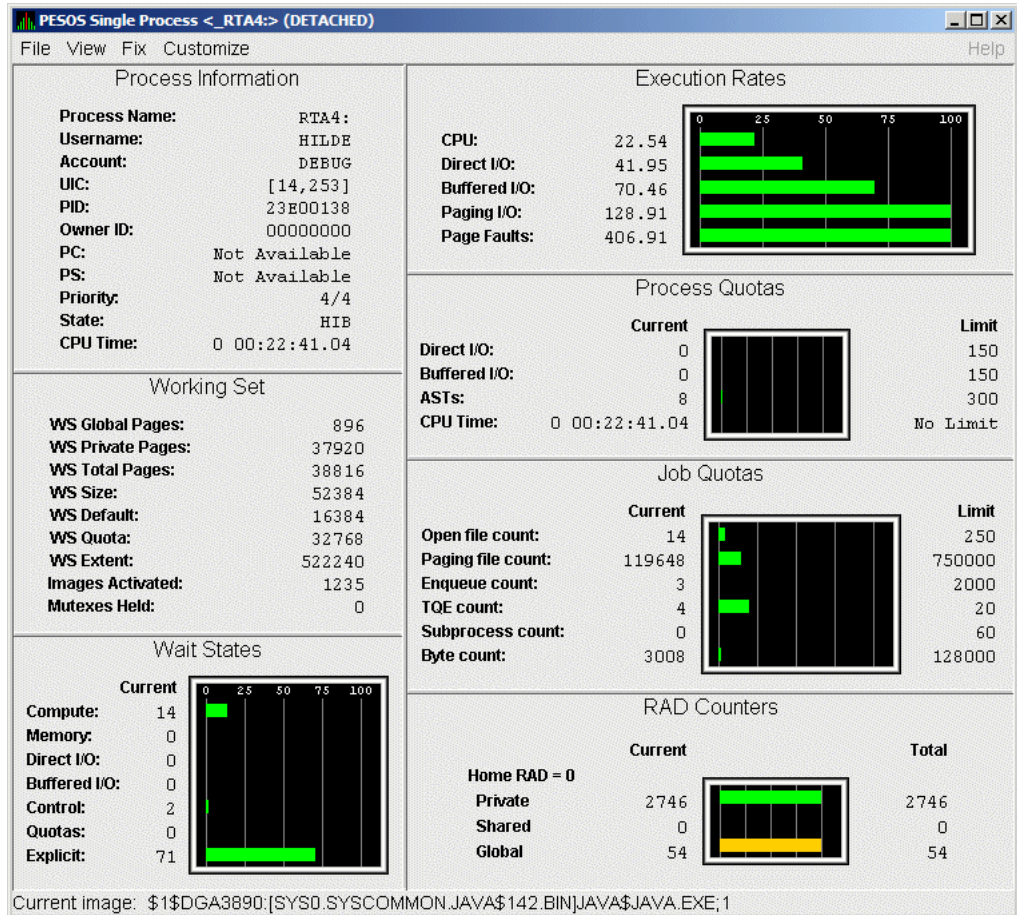 PESOS Single Process <_RTA4:> (DETACHED)
File View Fix Customize Help
Process Information
Process Name: RTA4:
Username: HILDE
Account: DEBUG
UIC: [14,253]
PID: 23E00138
Owner ID: 00000000
PC: Not Available
PS: Not Available
Priority: 4/4
State: HIB
CPU Time: 0 00:22:41.04
Working Set
WS Global Pages: 896
WS Private Pages: 37920
WS Total Pages: 38816
WS Size: 52384
WS Default: 16384
WS Quota: 32768
WS Extent: 522240
Images Activated: 1235
Mutexes Held: 0
Wait States
Current 0 25 50 75 100
Compute: 14
Memory: 0
Direct I/O: 0
Buffered I/O: 0
Control: 2
Quotas: 0
Explicit: 71
Execution Rates
0 25 50 75 100
CPU: 22.54
Direct I/O: 41.95
Buffered I/O: 70.46
Paging I/O: 128.91
Page Faults: 406.91
Process Quotas
Current Limit
Direct I/O: 0 150
Buffered I/O: 0 150
ASTs: 8 300
CPU Time: 0 00:22:41.04 No Limit
Job Quotas
Current Limit
Open file count: 14 250
Paging file count: 119648 750000
Enqueue count: 3 2000
TQE count: 4 20
Subprocess count: 0 60
Byte count: 3008 128000
RAD Counters
Current Total
Home RAD = 0
Private 2746 2746
Shared 0 0
Global 54 54
Current image: $1$DGA3890:[SYS0.SYSCOMMON.JAVA$142.BIN]JAVA$JAVA.EXE;1